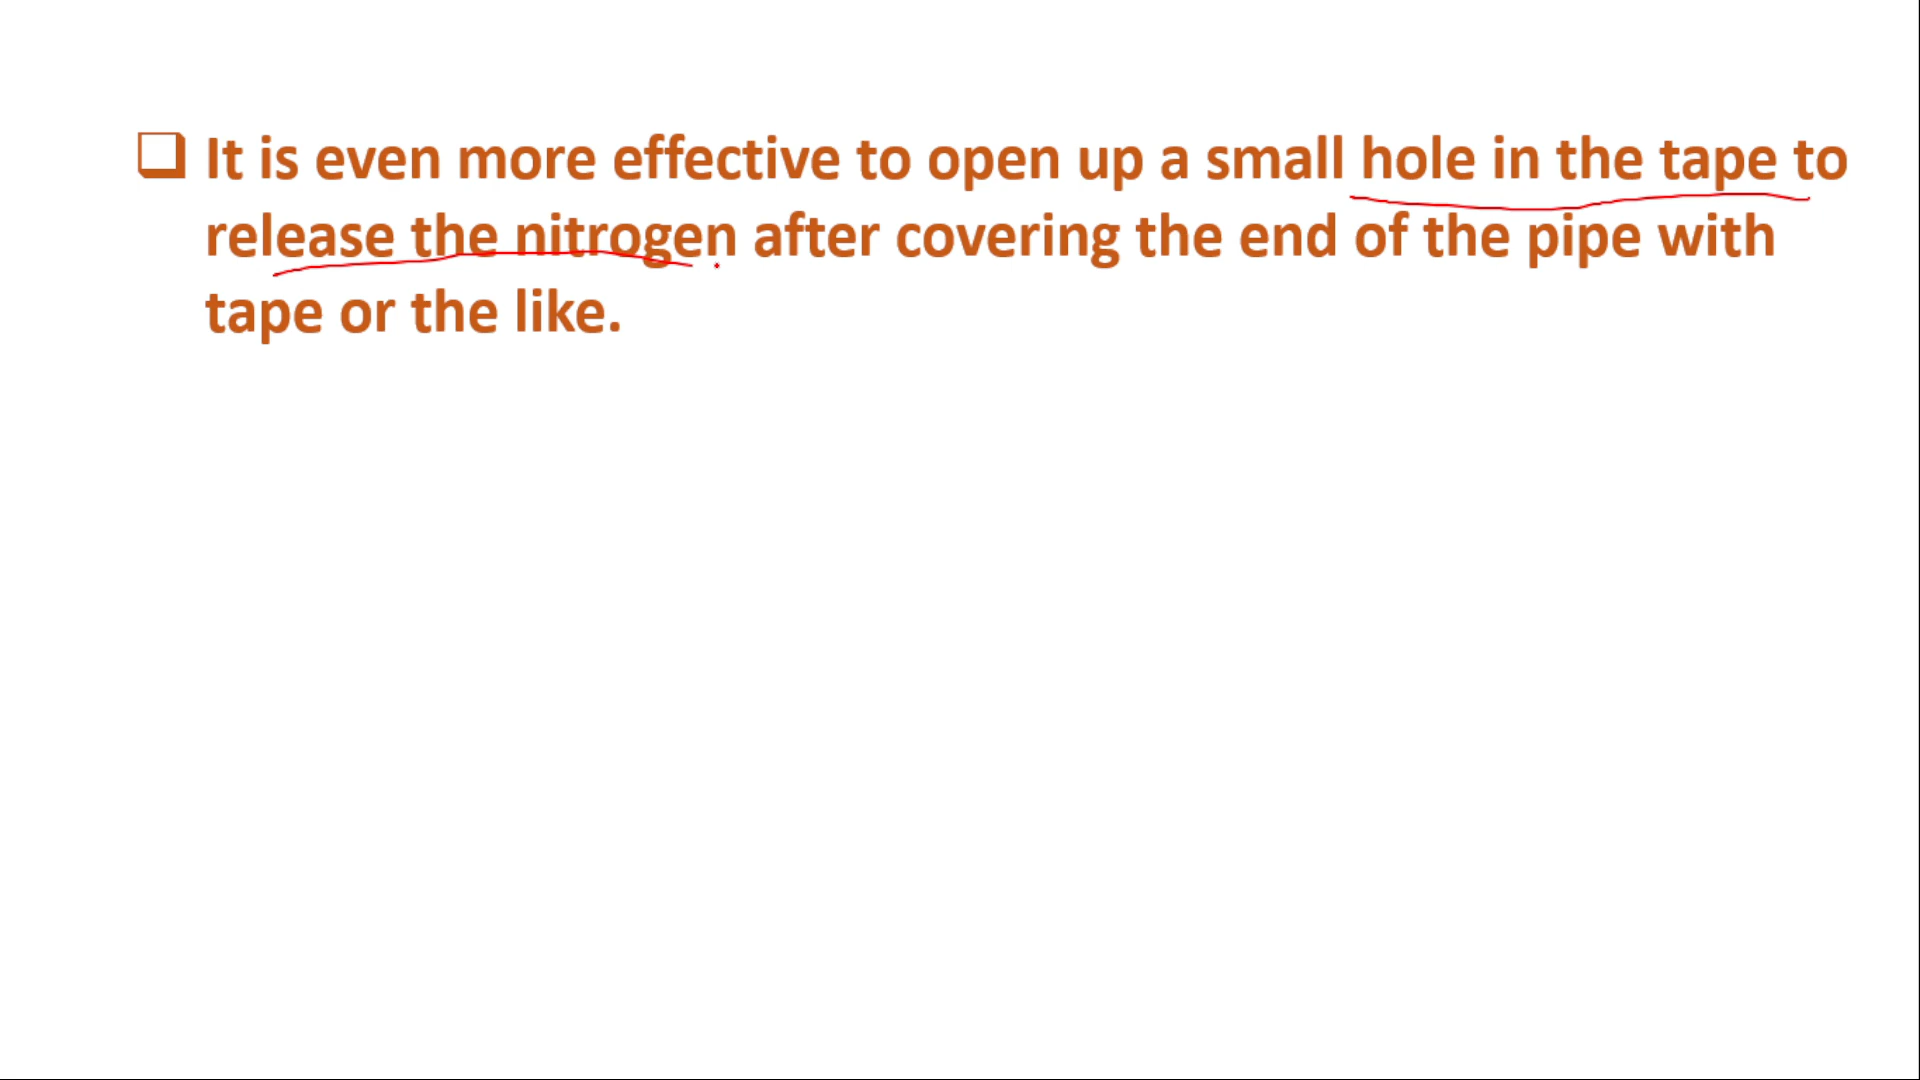 It is even more effective to open up a small hole in the tape to
release the nitrogen after covering the end of the pipe with
tape or the like.